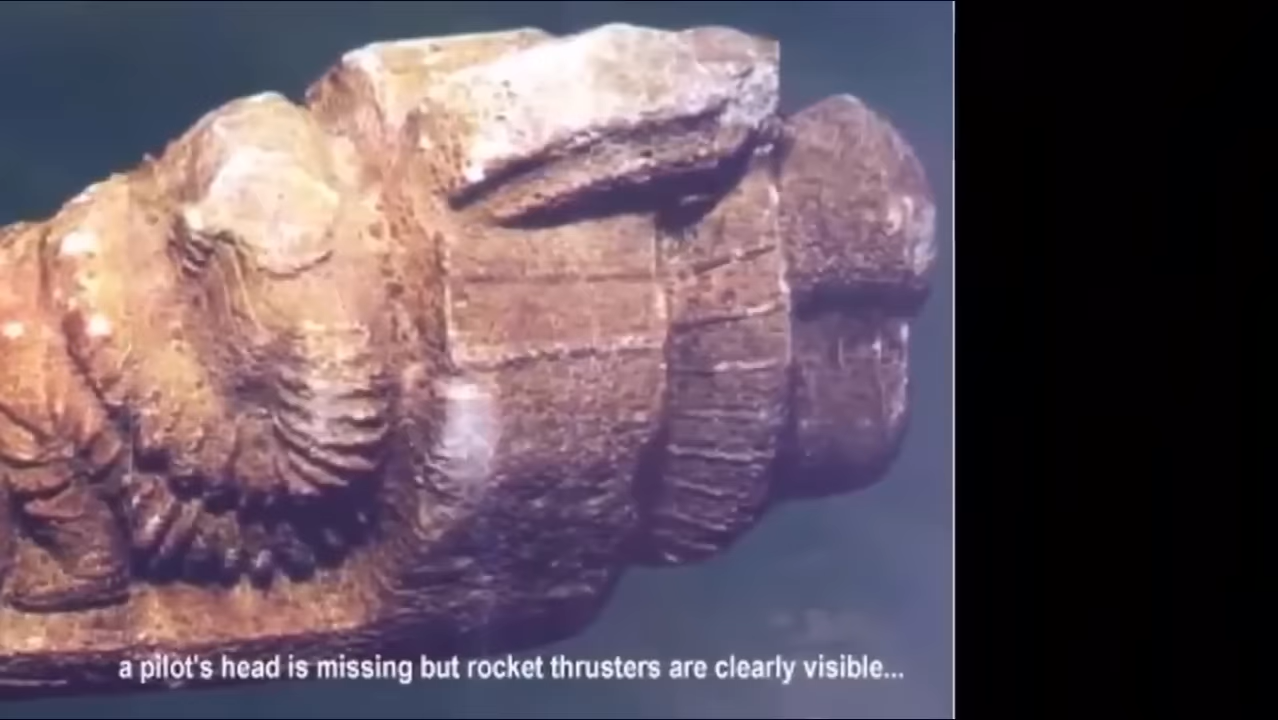 a pilot's head is missing but rocket thrusters are clearly visible...